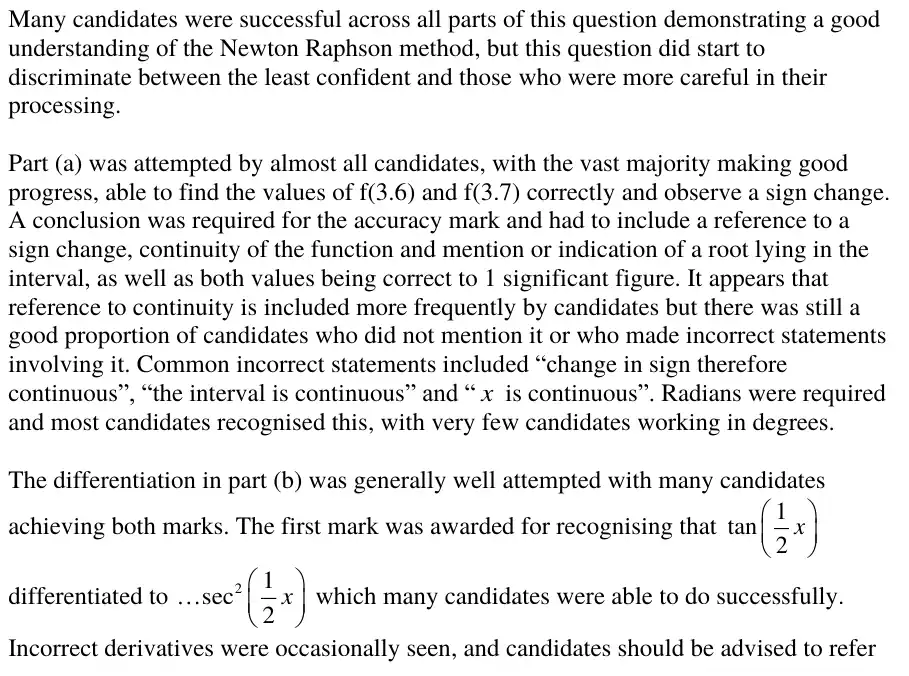 Many candidates were successful across all parts of this question demonstrating a good
understanding of the Newton Raphson method, but this question did start to
discriminate between the least confident and those who were more careful in their
processing.
Part (a) was attempted by almost all candidates, with the vast majority making good
progress, able to find the values of f(3.6) and f(3.7) correctly and observe a sign change.
A conclusion was required for the accuracy mark and had to include a reference to a
sign change, continuity of the function and mention or indication of a root lying in the
interval, as well as both values being correct to 1 significant figure. It appears that
reference to continuity is included more frequently by candidates but there was still a
good proportion of candidates who did not mention it or who made incorrect statements
involving it. Common incorrect statements included “change in sign therefore
continuous”, “the interval is continuous” and “ x is continuous”. Radians were required
and most candidates recognised this, with very few candidates working in degrees.
The differentiation in part (b) was generally well attempted with many candidates
achieving both marks. The first mark was awarded for recognising that tan(1/2 x)
differentiated to …sec²(1/2 x) which many candidates were able to do successfully.
Incorrect derivatives were occasionally seen, and candidates should be advised to refer